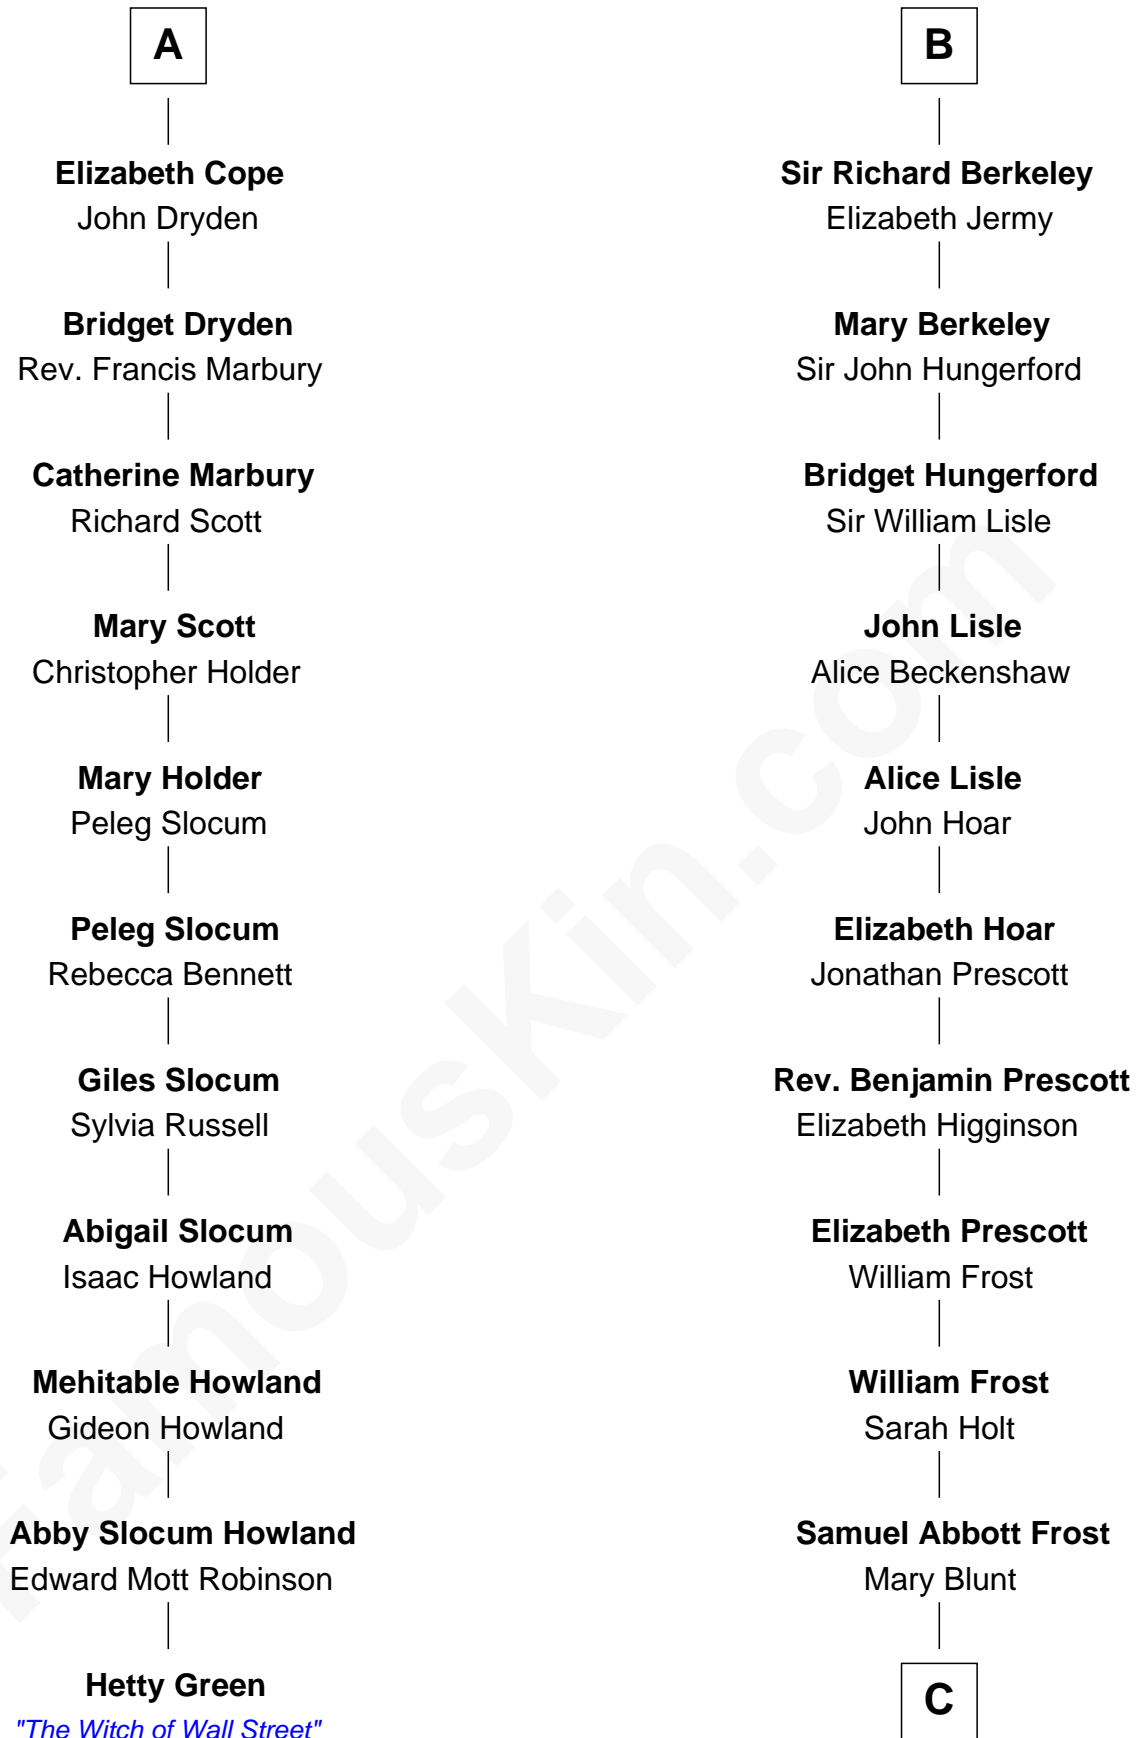 A
Elizabeth Cope
John Dryden
Bridget Dryden
Rev. Francis Marbury
Catherine Marbury
Richard Scott
Mary Scott
Christopher Holder
Mary Holder
Peleg Slocum
Peleg Slocum
Rebecca Bennett
Giles Slocum
Sylvia Russell
Abigail Slocum
Isaac Howland
Mehitable Howland
Gideon Howland
Abby Slocum Howland
Edward Mott Robinson
Hetty Green
"The Witch of Wall Street"
B
Sir Richard Berkeley
Elizabeth Jermy
Mary Berkeley
Sir John Hungerford
Bridget Hungerford
Sir William Lisle
John Lisle
Alice Beckenshaw
Alice Lisle
John Hoar
Elizabeth Hoar
Jonathan Prescott
Rev. Benjamin Prescott
Elizabeth Higginson
Elizabeth Prescott
William Frost
William Frost
Sarah Holt
Samuel Abbott Frost
Mary Blunt
C
FamousKin.com